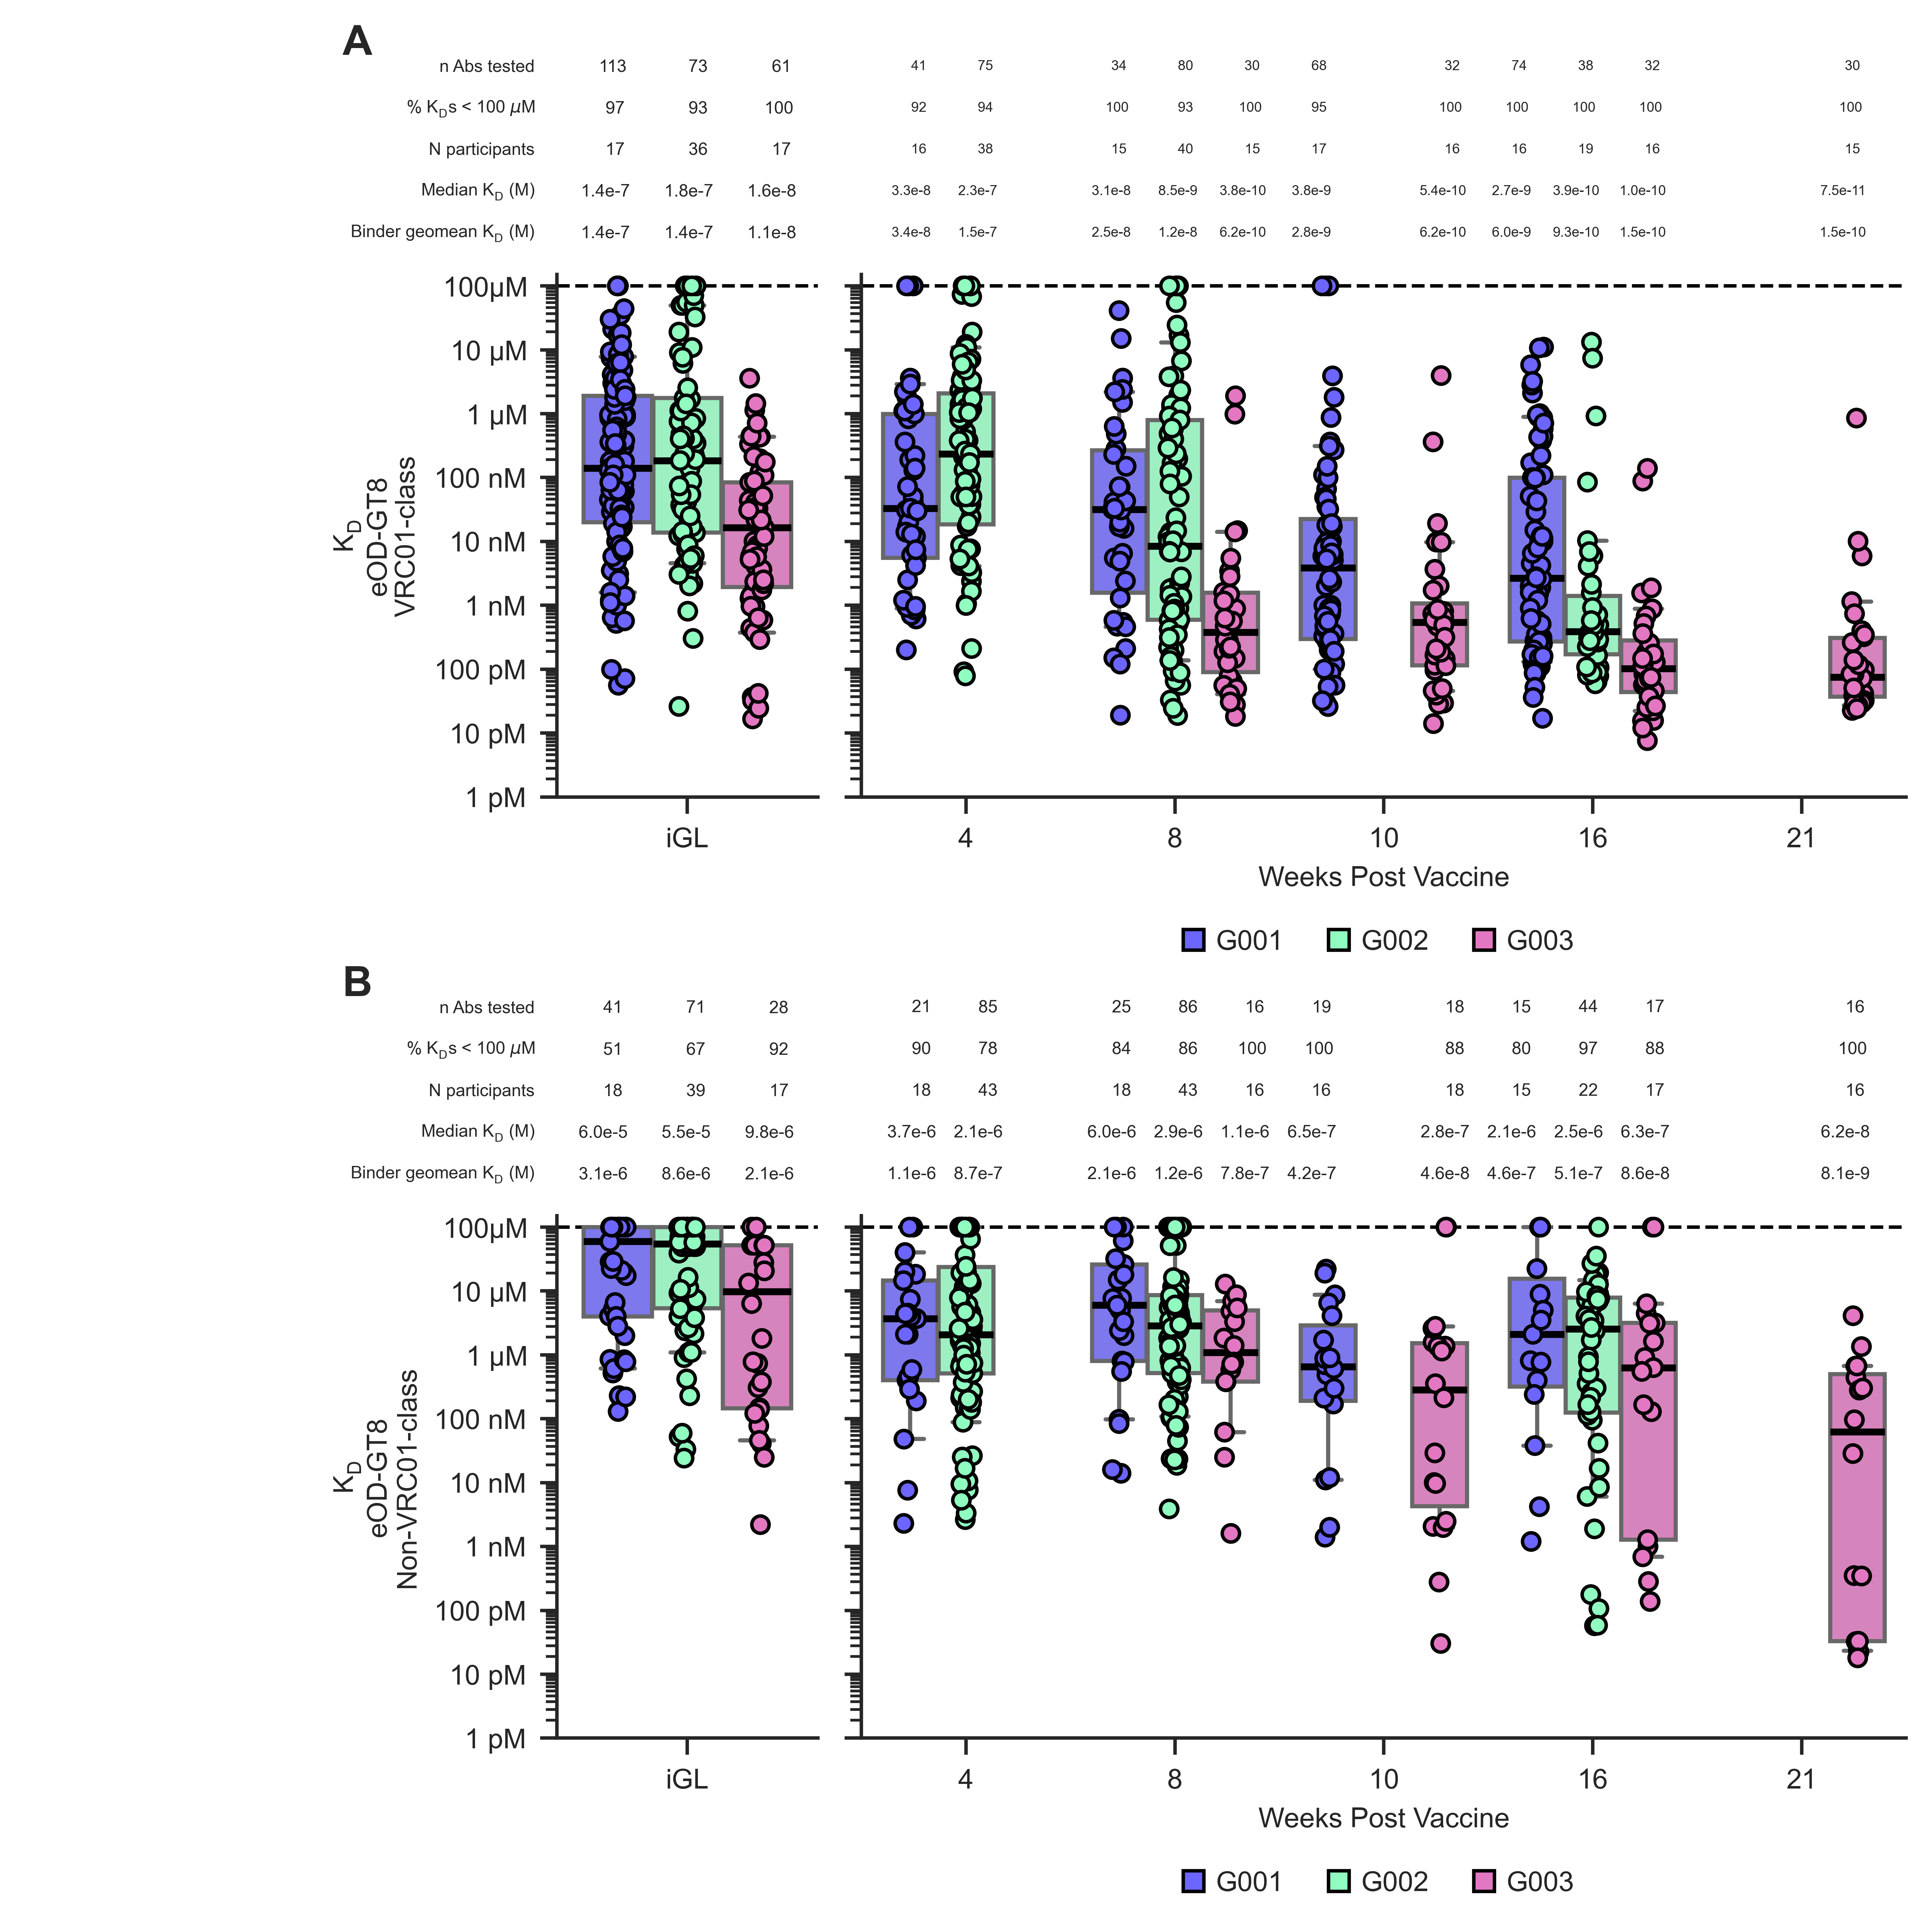 A
n Abs tested 113 73 61 41 75 34 80 30 68 32 74 38 32 30
% KDs < 100 µM 97 93 100 92 94 100 93 100 95 100 100 100 100 100
N participants 17 36 17 16 38 15 40 15 17 16 16 19 16 15
Median KD (M) 1.4e-7 1.8e-7 1.6e-8 3.3e-8 2.3e-7 3.1e-8 8.5e-9 3.8e-10 3.8e-9 5.4e-10 2.7e-9 3.9e-10 1.0e-10 7.5e-11
Binder geomean KD (M) 1.4e-7 1.4e-7 1.1e-8 3.4e-8 1.5e-7 2.5e-8 1.2e-8 6.2e-10 2.8e-9 6.2e-10 6.0e-9 9.3e-10 1.5e-10 1.5e-10
KD
eOD-GT8
VRC01-class
100µM
10 µM
1 µM
100 nM
10 nM
1 nM
100 pM
10 pM
1 pM
iGL 4 8 10 16 21
Weeks Post Vaccine
G001 G002 G003
B
n Abs tested 41 71 28 21 85 25 86 16 19 18 15 44 17 16
% KDs < 100 µM 51 67 92 90 78 84 86 100 100 88 80 97 88 100
N participants 18 39 17 18 43 18 43 16 16 18 15 22 17 16
Median KD (M) 6.0e-5 5.5e-5 9.8e-6 3.7e-6 2.1e-6 6.0e-6 2.9e-6 1.1e-6 6.5e-7 2.8e-7 2.1e-6 2.5e-6 6.3e-7 6.2e-8
Binder geomean KD (M) 3.1e-6 8.6e-6 2.1e-6 1.1e-6 8.7e-7 2.1e-6 1.2e-6 7.8e-7 4.2e-7 4.6e-8 4.6e-7 5.1e-7 8.6e-8 8.1e-9
KD
eOD-GT8
Non-VRC01-class
100µM
10 µM
1 µM
100 nM
10 nM
1 nM
100 pM
10 pM
1 pM
iGL 4 8 10 16 21
Weeks Post Vaccine
G001 G002 G003